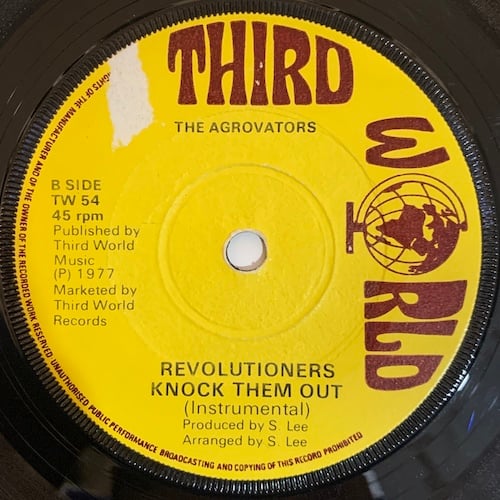 THIRD
WORLD
THE AGROVATORS
B SIDE
TW 54
45 rpm
Published by
Third World
Music
(P) 1977
Marketed by
Third World
Records
REVOLUTIONERS
KNOCK THEM OUT
(Instrumental)
Produced by S. Lee
Arranged by S. Lee
RIGHTS OF THE MANUFACTURER AND OF THE OWNER OF THE RECORDED WORK RESERVED UNAUTHORISED PUBLIC PERFORMANCE BROADCASTING AND COPYING OF THIS RECORD PROHIBITED